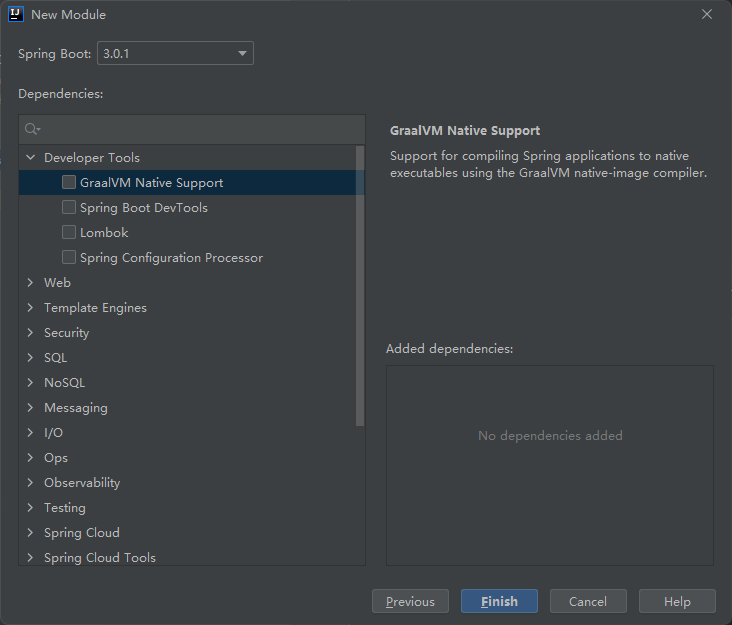 New Module
Spring Boot: 3.0.1
Dependencies:
Developer Tools
GraalVM Native Support
Spring Boot DevTools
Lombok
Spring Configuration Processor
Web
Template Engines
Security
SQL
NoSQL
Messaging
I/O
Ops
Observability
Testing
Spring Cloud
Spring Cloud Tools
GraalVM Native Support
Support for compiling Spring applications to native
executables using the GraalVM native-image compiler.
Added dependencies:
No dependencies added
Previous Finish Cancel Help